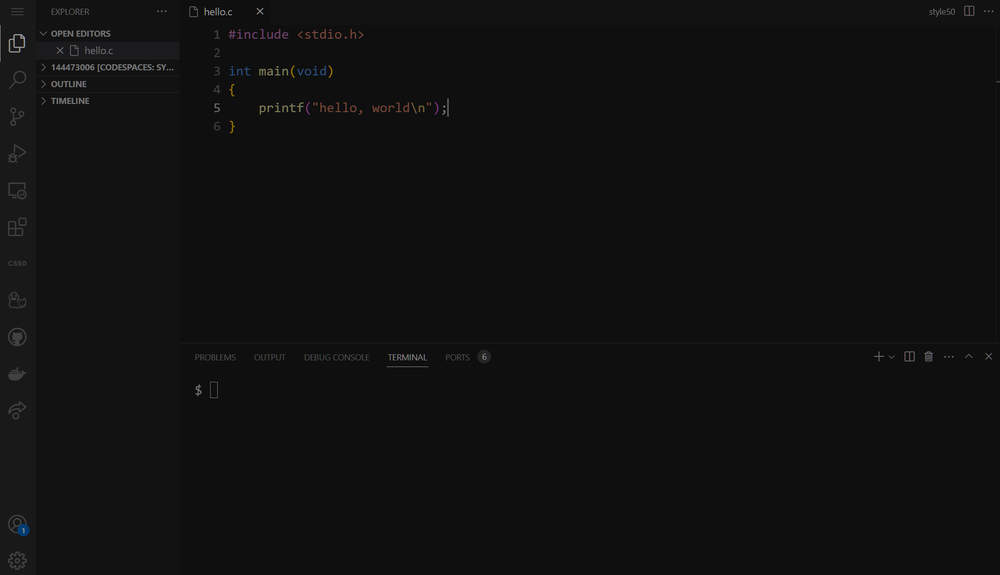 EXPLORER
OPEN EDITORS
hello.c
144473006 [CODESPACES: SY...
OUTLINE
TIMELINE
CS50
1
hello.c
style50
1 #include <stdio.h>
2
3 int main(void)
4 {
5     printf("hello, world\n");
6 }
PROBLEMS OUTPUT DEBUG CONSOLE TERMINAL PORTS 6
$